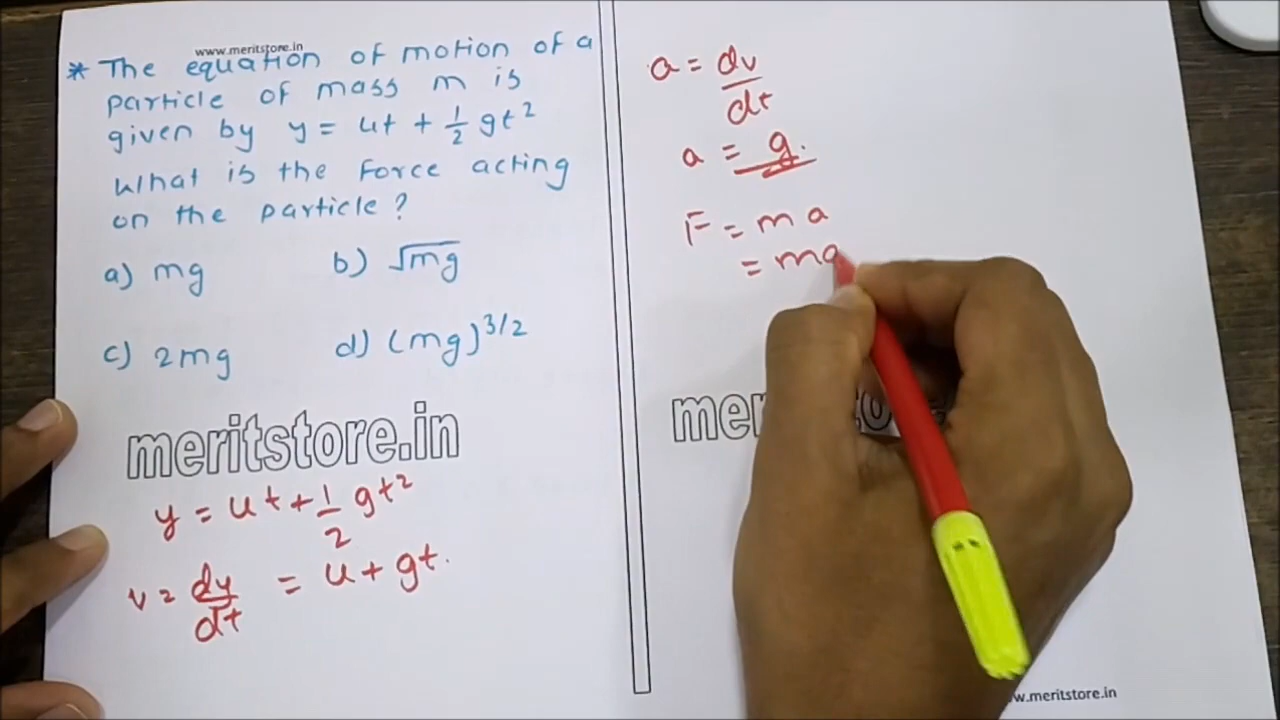 www.meritstore.in
* The equation of motion of a
particle of mass m is
given by y = ut + 1/2 gt²
What is the Force acting
on the particle?
a) mg b) √mg
c) 2mg d) (mg)^3/2
meritstore.in
y = ut + 1/2 gt²
v = dy/dt = u + gt.
a = dv/dt
a = g.
F = m a
= mg
www.meritstore.in